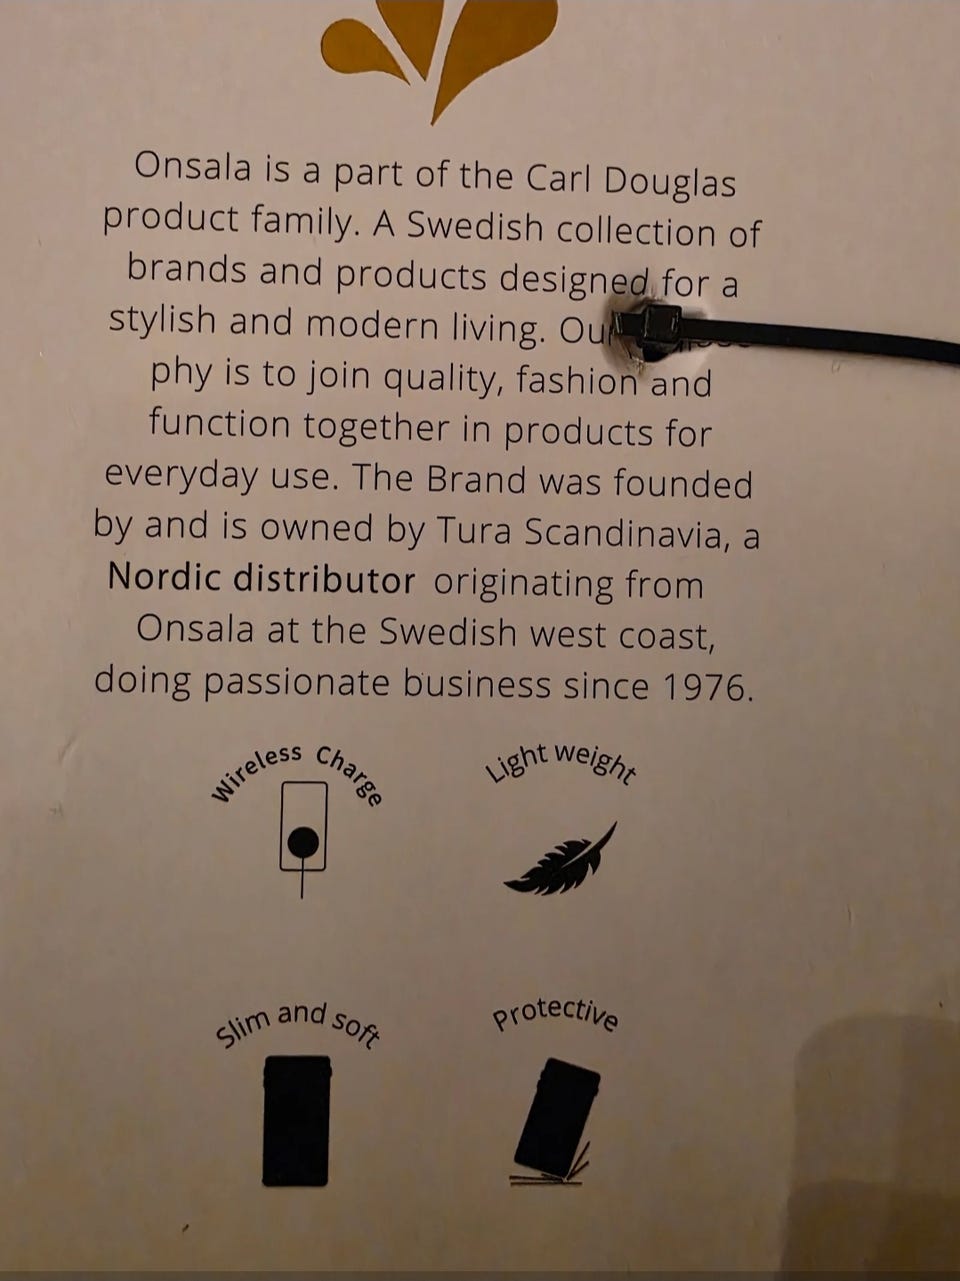 Onsala is a part of the Carl Douglas
product family. A Swedish collection of
brands and products designed for a
stylish and modern living. Our
phy is to join quality, fashion and
function together in products for
everyday use. The Brand was founded
by and is owned by Tura Scandinavia, a
Nordic distributor originating from
Onsala at the Swedish west coast,
doing passionate business since 1976.
Wireless Charge
Light weight
Slim and soft
Protective